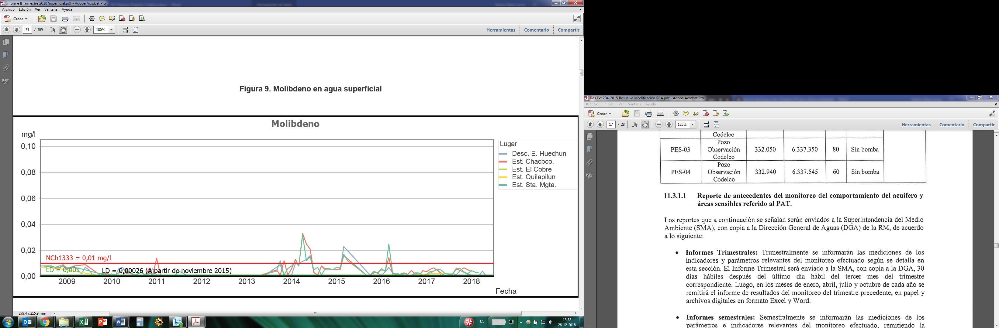 Informe II Trimestre 2018 Superficial.pdf - Adobe Acrobat Pro
Archivo Edición Ver Ventana Ayuda
Crear
35 / 309 180% Herramientas Comentario Compartir
Figura 9. Molibdeno en agua superficial
Molibdeno
mg/l
0,10
0,08
0,06
0,04
0,02
0,00
NCh1333 = 0,01 mg/l
LD = 0,001
LD = 0,00026 (A partir de noviembre 2015)
2009 2010 2011 2012 2013 2014 2015 2016 2017 2018
Fecha
Lugar
Desc. E. Huechun
Est. Chacbco.
Est. El Cobre
Est. Quilapilun
Est. Sta. Mgta.
279,4 x 215,9 mm
ES
15:32
26-12-2018
Res Ext 204-2015 Resuelve Modificación RCA.pdf - Adobe Acrobat Pro
Archivo Edición Ver Ventana Ayuda
Crear
17 / 28 125% Herramientas Comentario Compartir
Codelco
PES-03 Pozo Observación Codelco 332.050 6.337.350 80 Sin bomba
PES-04 Pozo Observación Codelco 332.940 6.337.545 60 Sin bomba
11.3.1.1 Reporte de antecedentes del monitoreo del comportamiento del acuífero y
áreas sensibles referido al PAT.
Los reportes que a continuación se señalan serán enviados a la Superintendencia del Medio
Ambiente (SMA), con copia a la Dirección General de Aguas (DGA) de la RM, de acuerdo
a lo siguiente:
• Informes Trimestrales: Trimestralmente se informarán las mediciones de los
indicadores y parámetros relevantes del monitoreo efectuado según se detalla en
esta sección. El Informe Trimestral será enviado a la SMA, con copia a la DGA, 30
días hábiles después del último día hábil del tercer mes del trimestre
correspondiente. Luego, en los meses de enero, abril, julio y octubre de cada año se
remitirá el informe de resultados del monitoreo del trimestre precedente, en papel y
archivos digitales en formato Excel y Word.
• Informes semestrales: Semestralmente se informarán las mediciones de los
parámetros e indicadores relevantes del monitoreo efectuado, remitiendo la